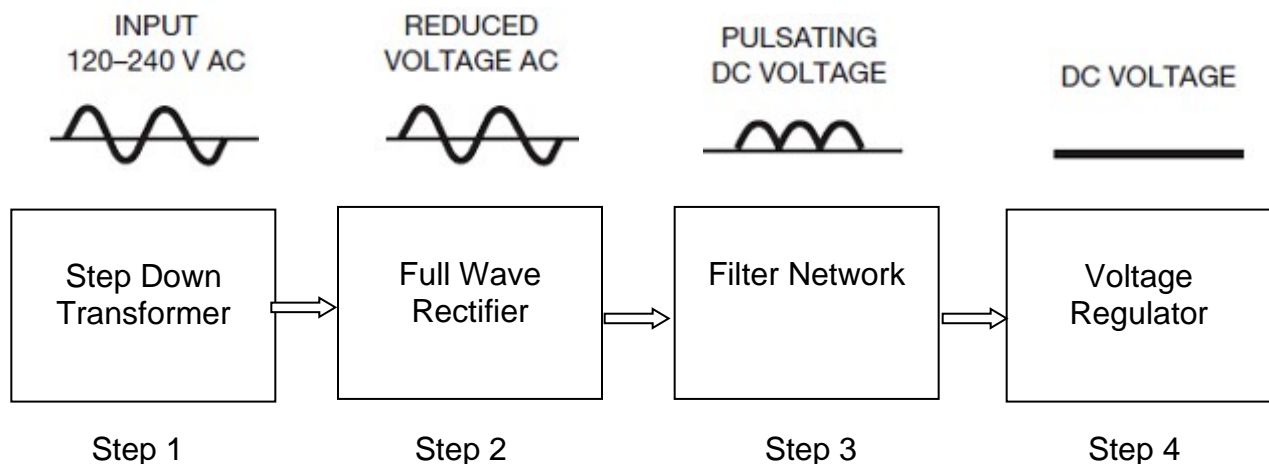 INPUT
120–240 V AC
REDUCED
VOLTAGE AC
PULSATING
DC VOLTAGE
DC VOLTAGE
Step Down
Transformer
Full Wave
Rectifier
Filter Network
Voltage
Regulator
Step 1
Step 2
Step 3
Step 4